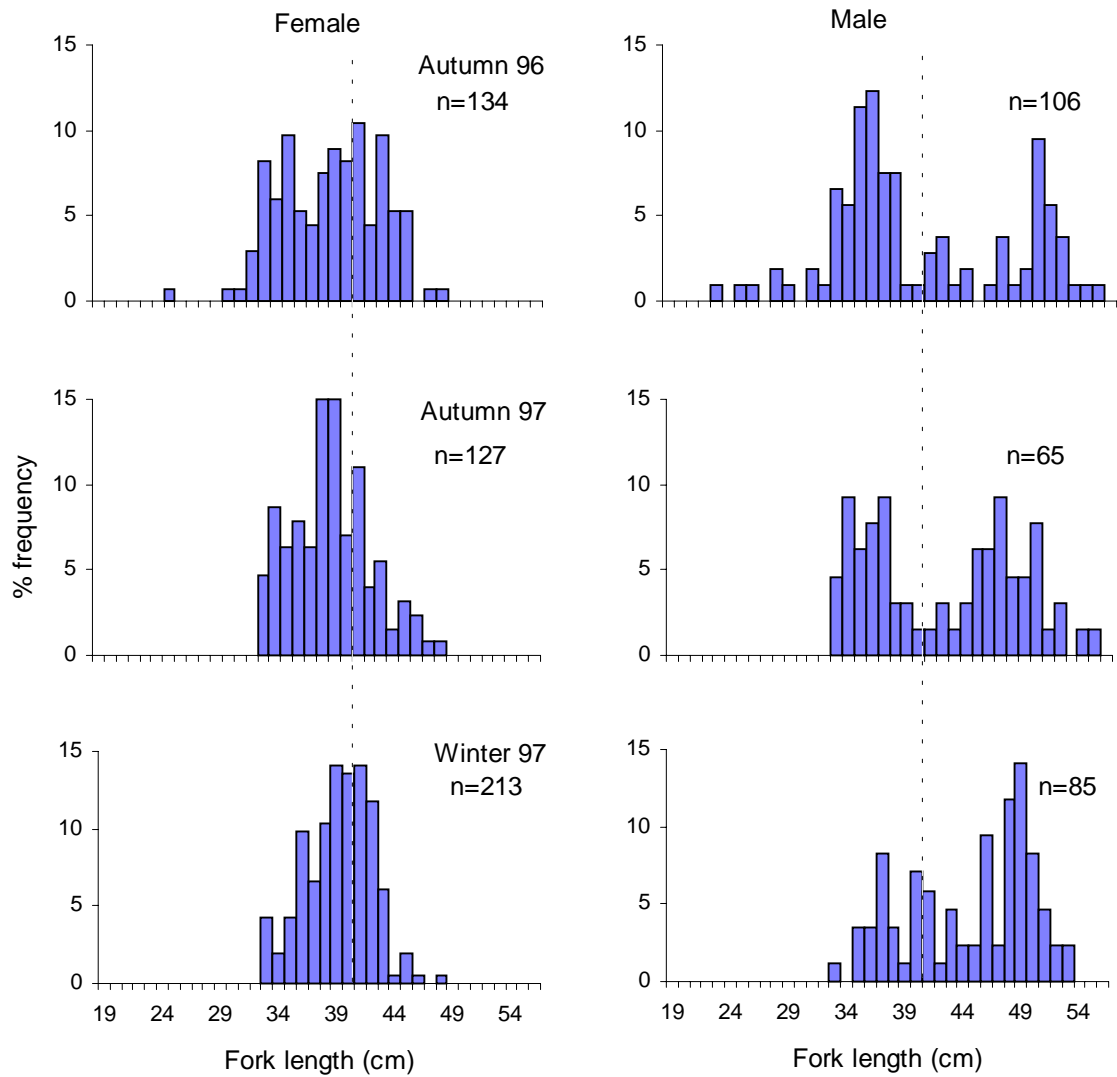 Female
Male
15
10
5
0
Autumn 96
n=134
15
10
5
0
n=106
% frequency
15
10
5
0
Autumn 97
n=127
15
10
5
0
n=65
15
10
5
0
Winter 97
n=213
15
10
5
0
n=85
19 24 29 34 39 44 49 54
19 24 29 34 39 44 49 54
Fork length (cm)
Fork length (cm)